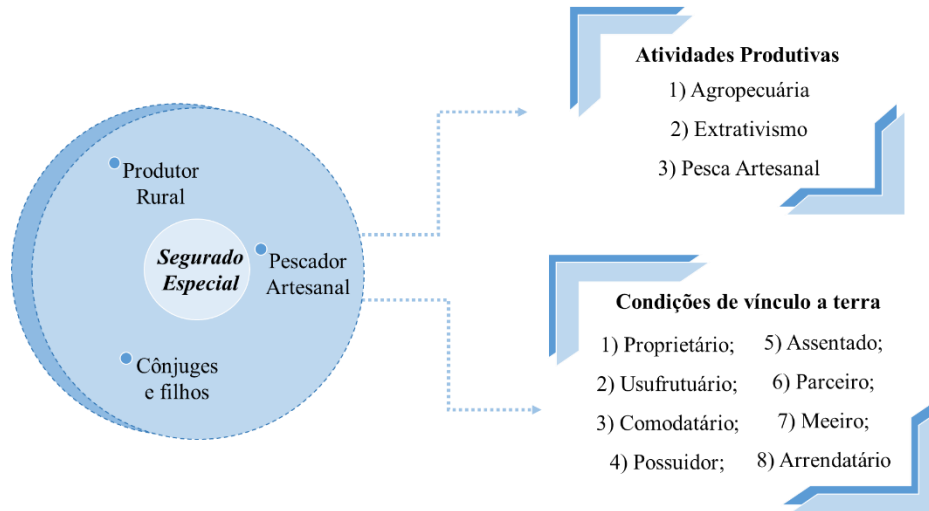 Produtor
Rural
Segurado
Especial
Pescador
Artesanal
Cônjuges
e filhos
Atividades Produtivas
1) Agropecuária
2) Extrativismo
3) Pesca Artesanal
Condições de vínculo a terra
1) Proprietário;
2) Usufrutuário;
3) Comodatário;
4) Possuidor;
5) Assentado;
6) Parceiro;
7) Meeiro;
8) Arrendatário